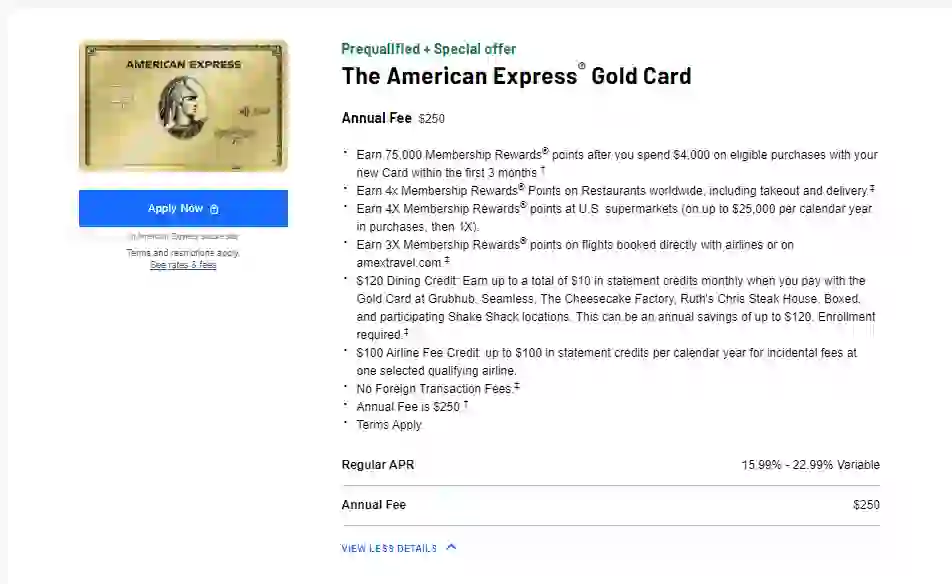 Prequalified + Special offer
The American Express® Gold Card
AMERICAN EXPRESS
Annual Fee $250
Apply Now
Terms and restrictions apply.
See rates & fees
· Earn 75,000 Membership Rewards® points after you spend $4,000 on eligible purchases with your
new Card within the first 3 months †
· Earn 4x Membership Rewards® Points on Restaurants worldwide, including takeout and delivery.‡
· Earn 4X Membership Rewards® points at U.S. supermarkets (on up to $25,000 per calendar year
in purchases, then 1X).
· Earn 3X Membership Rewards® points on flights booked directly with airlines or on
amextravel.com.‡
· $120 Dining Credit: Earn up to a total of $10 in statement credits monthly when you pay with the
Gold Card at Grubhub, Seamless, The Cheesecake Factory, Ruth's Chris Steak House, Boxed,
and participating Shake Shack locations. This can be an annual savings of up to $120. Enrollment
required.‡
· $100 Airline Fee Credit: up to $100 in statement credits per calendar year for incidental fees at
one selected qualifying airline.
· No Foreign Transaction Fees.‡
· Annual Fee is $250 †
· Terms Apply
Regular APR 15.99% - 22.99% Variable
Annual Fee $250
VIEW LESS DETAILS